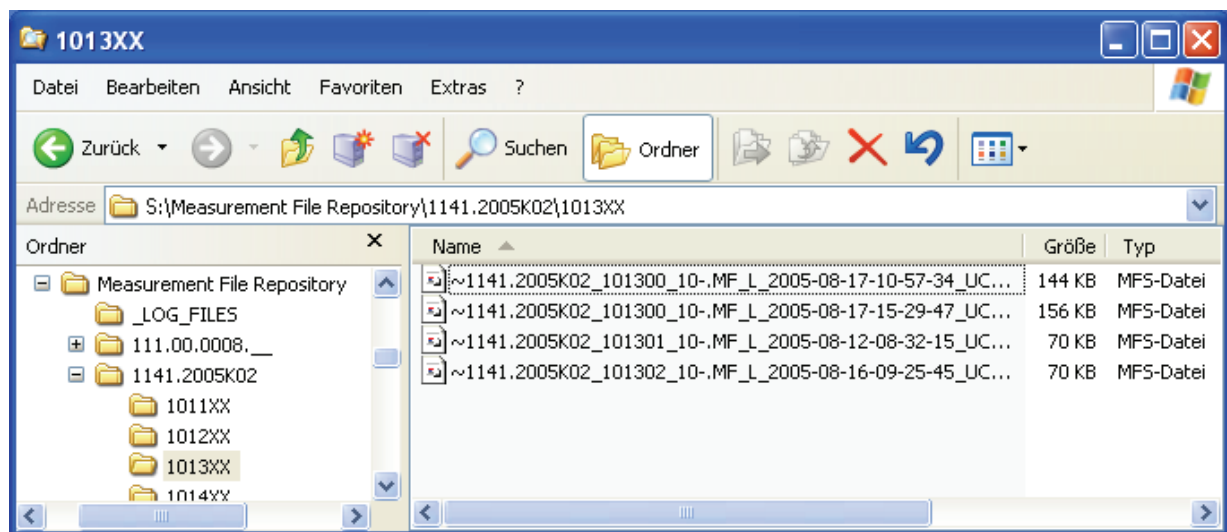 1013XX
Datei Bearbeiten Ansicht Favoriten Extras ?
Zurück Suchen Ordner
Adresse S:\Measurement File Repository\1141.2005K02\1013XX
Ordner
Measurement File Repository
_LOG_FILES
111.00.0008.__
1141.2005K02
1011XX
1012XX
1013XX
1014XX
Name Größe Typ
~1141.2005K02_101300_10-.MF_L_2005-08-17-10-57-34_UC... 144 KB MFS-Datei
~1141.2005K02_101300_10-.MF_L_2005-08-17-15-29-47_UC... 156 KB MFS-Datei
~1141.2005K02_101301_10-.MF_L_2005-08-12-08-32-15_UC... 70 KB MFS-Datei
~1141.2005K02_101302_10-.MF_L_2005-08-16-09-25-45_UC... 70 KB MFS-Datei